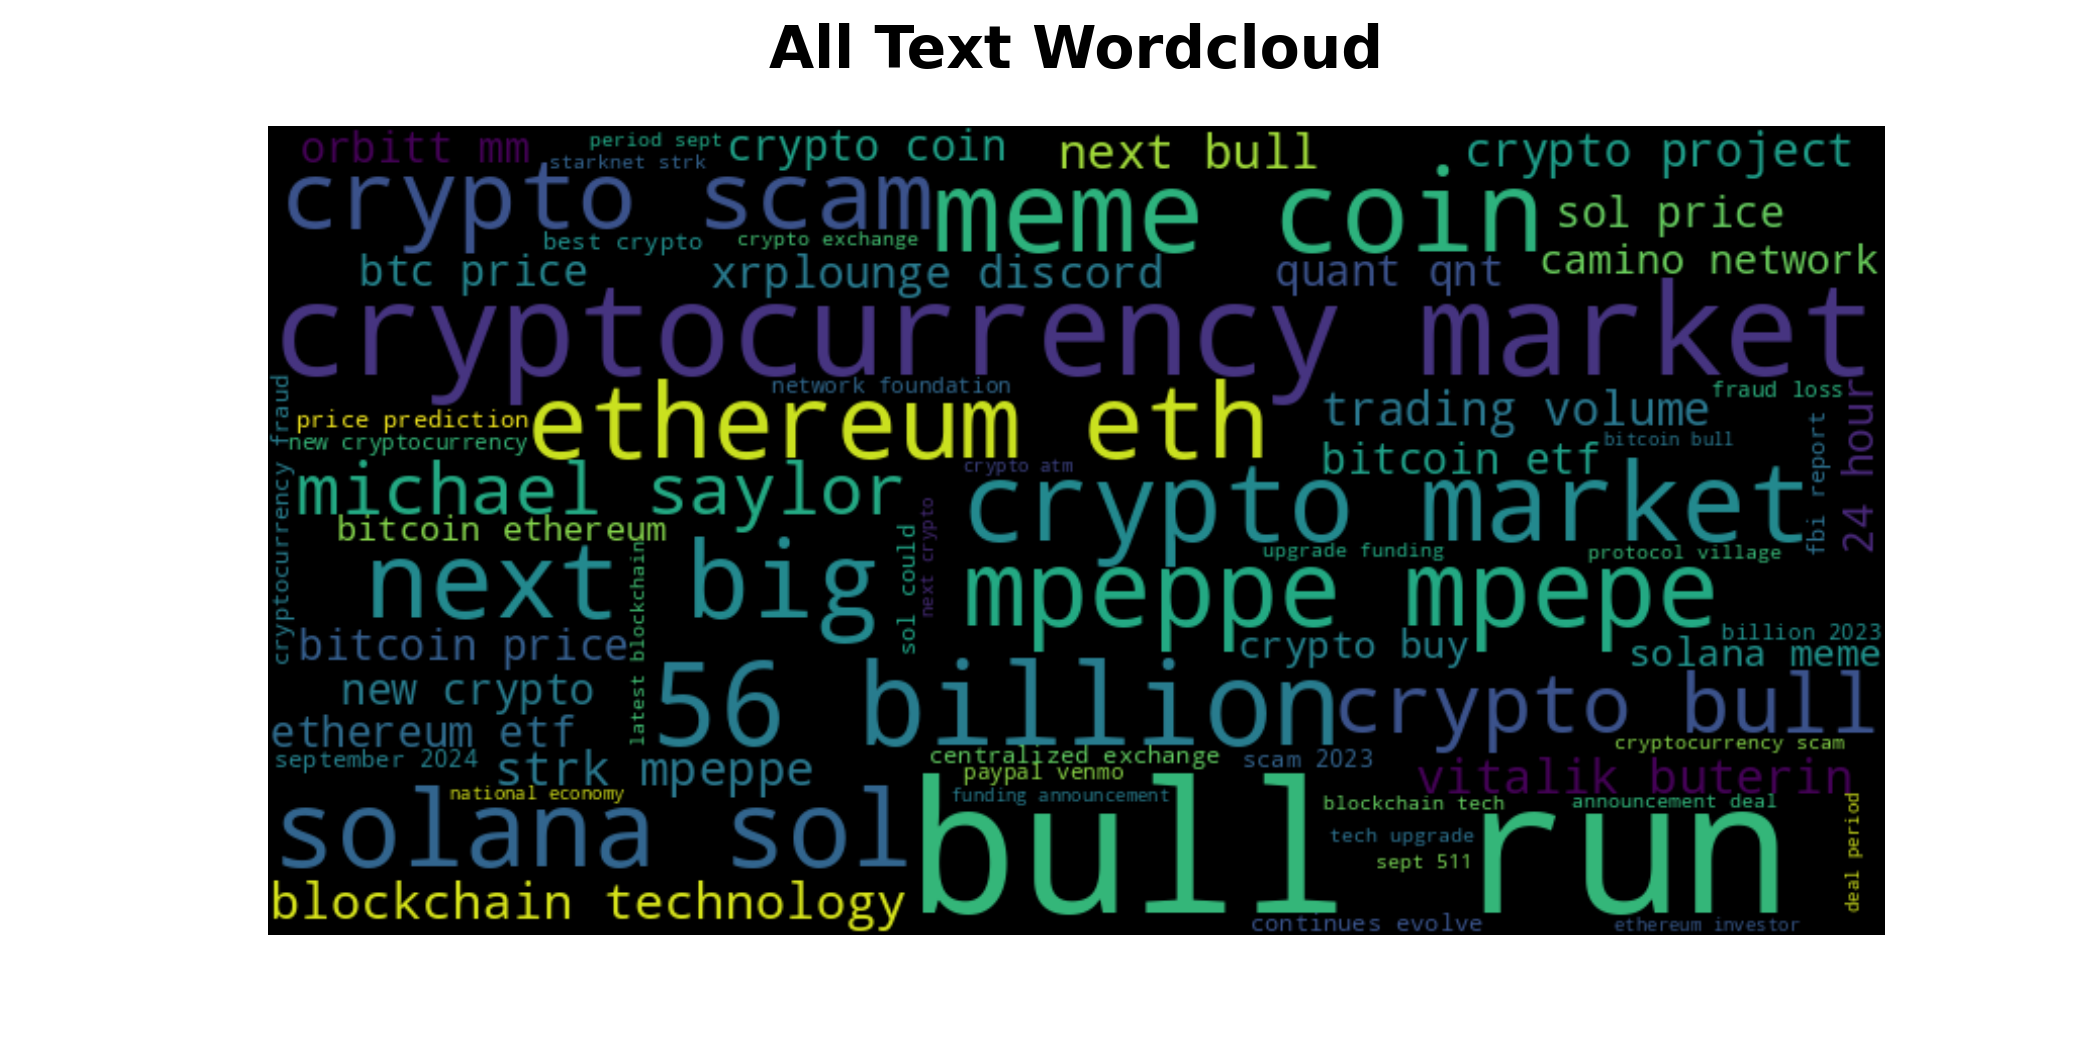 All Text Wordcloud
orbitt mm
period sept
starknet strk
crypto coin
next bull
crypto project
crypto scam
meme coin
sol price
best crypto
crypto exchange
camino network
btc price
xrplounge discord
quant qnt
cryptocurrency market
network foundation
fraud loss
price prediction
ethereum eth
trading volume
new cryptocurrency
bitcoin bull
cryptocurrency fraud
24 hour
fbi report
bitcoin etf
crypto atm
michael saylor
crypto market
bitcoin ethereum
next big
sol could
next crypto
upgrade funding
protocol village
mpeppe mpepe
latest blockchain
bitcoin price
crypto buy
billion 2023
solana meme
new crypto
56 billion
crypto bull
ethereum etf
september 2024
strk mpeppe
centralized exchange
scam 2023
cryptocurrency scam
paypal venmo
vitalik buterin
national economy
funding announcement
blockchain tech
announcement deal
solana sol
bull run
tech upgrade
sept 511
deal period
blockchain technology
continues evolve
ethereum investor